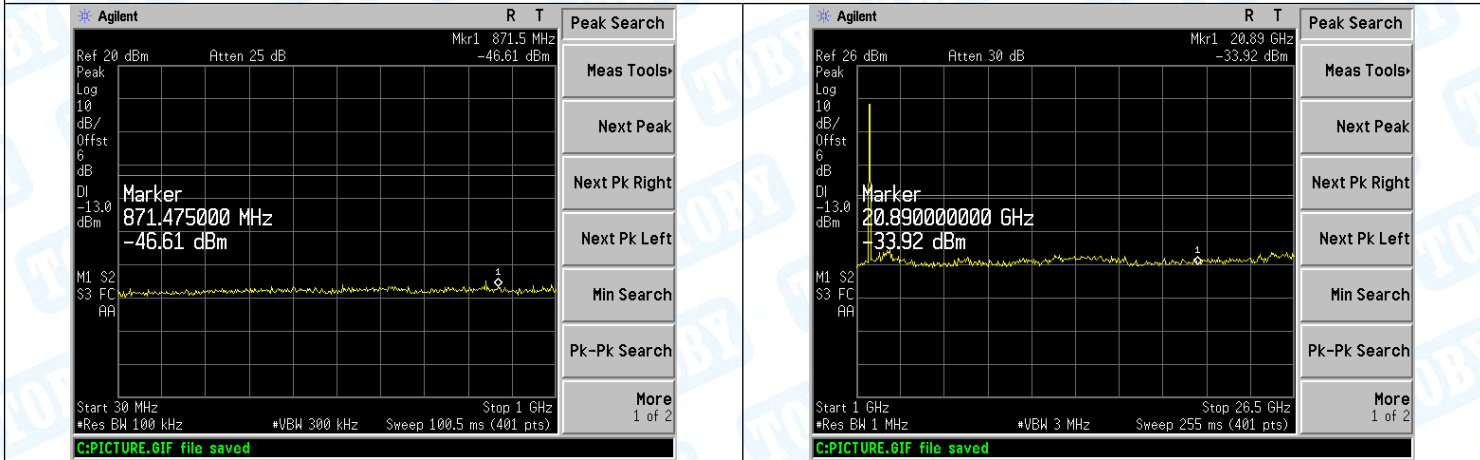 Agilent R T
Mkr1 871.5 MHz
Ref 20 dBm Atten 25 dB -46.61 dBm
Peak
Log
10
dB/
Offst
6
dB
DI
-13.0
dBm
Marker
871.475000 MHz
-46.61 dBm
1
M1 S2
S3 FC
AA
Start 30 MHz Stop 1 GHz
#Res BW 100 kHz #VBW 300 kHz Sweep 100.5 ms (401 pts)
C:PICTURE.GIF file saved
Peak Search
Meas Tools
Next Peak
Next Pk Right
Next Pk Left
Min Search
Pk-Pk Search
More
1 of 2
Agilent R T
Mkr1 20.89 GHz
Ref 26 dBm Atten 30 dB -33.92 dBm
Peak
Log
10
dB/
Offst
6
dB
DI
-13.0
dBm
Marker
20.890000000 GHz
-33.92 dBm
1
M1 S2
S3 FC
AA
Start 1 GHz Stop 26.5 GHz
#Res BW 1 MHz #VBW 3 MHz Sweep 255 ms (401 pts)
C:PICTURE.GIF file saved
Peak Search
Meas Tools
Next Peak
Next Pk Right
Next Pk Left
Min Search
Pk-Pk Search
More
1 of 2
TOBY